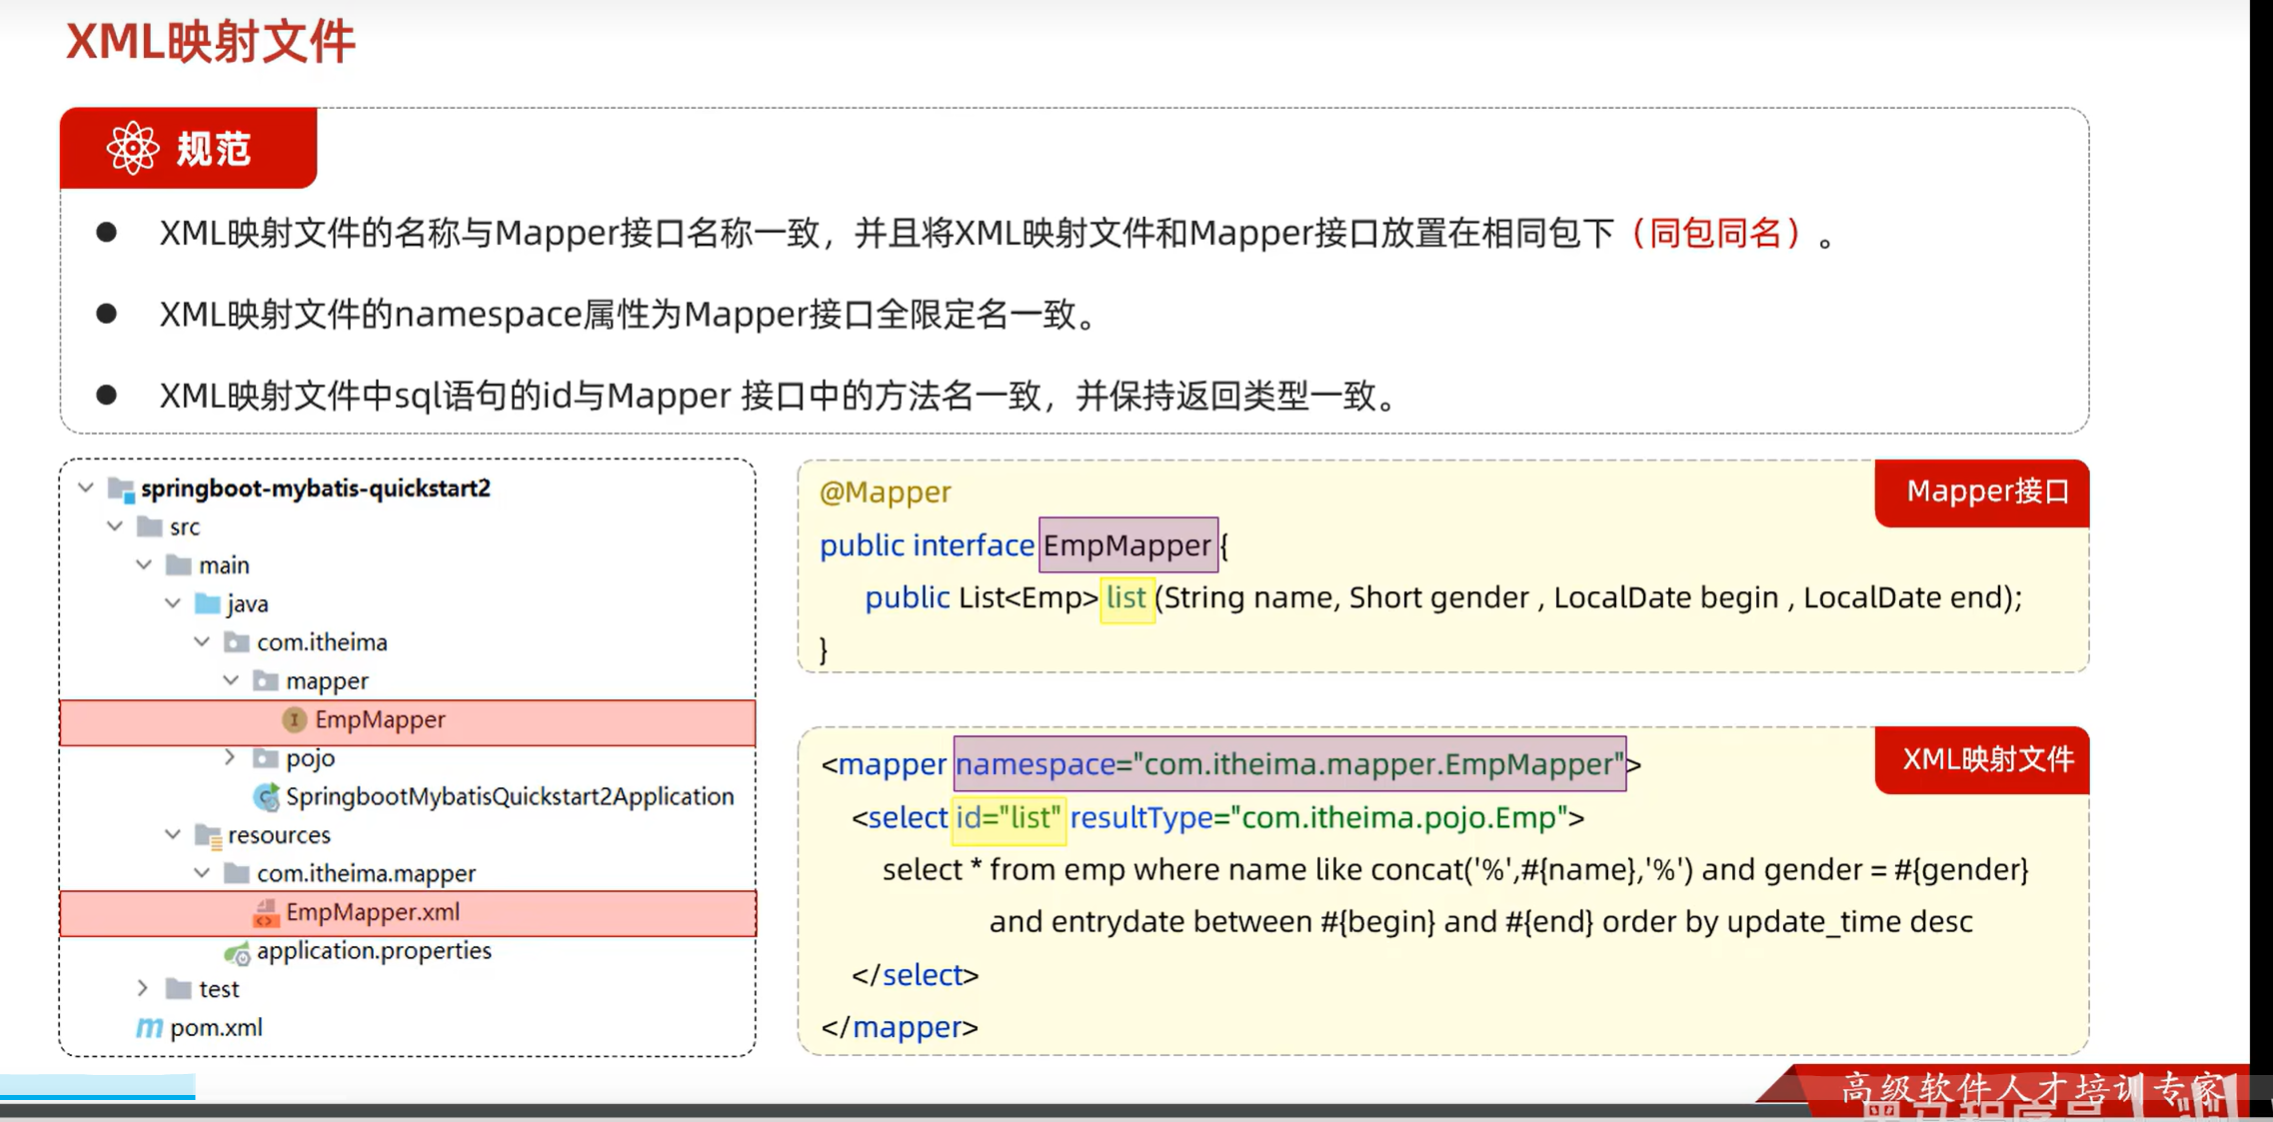 XML映射文件
规范
● XML映射文件的名称与Mapper接口名称一致，并且将XML映射文件和Mapper接口放置在相同包下（同包同名）。
● XML映射文件的namespace属性为Mapper接口全限定名一致。
● XML映射文件中sql语句的id与Mapper 接口中的方法名一致，并保持返回类型一致。
springboot-mybatis-quickstart2
src
main
java
com.itheima
mapper
EmpMapper
pojo
SpringbootMybatisQuickstart2Application
resources
com.itheima.mapper
EmpMapper.xml
application.properties
test
pom.xml
Mapper接口
@Mapper
public interface EmpMapper {
public List<Emp> list (String name, Short gender , LocalDate begin , LocalDate end);
}
XML映射文件
<mapper namespace="com.itheima.mapper.EmpMapper">
<select id="list" resultType="com.itheima.pojo.Emp">
select * from emp where name like concat('%',#{name},'%') and gender = #{gender}
and entrydate between #{begin} and #{end} order by update_time desc
</select>
</mapper>
高级软件人才培训专家